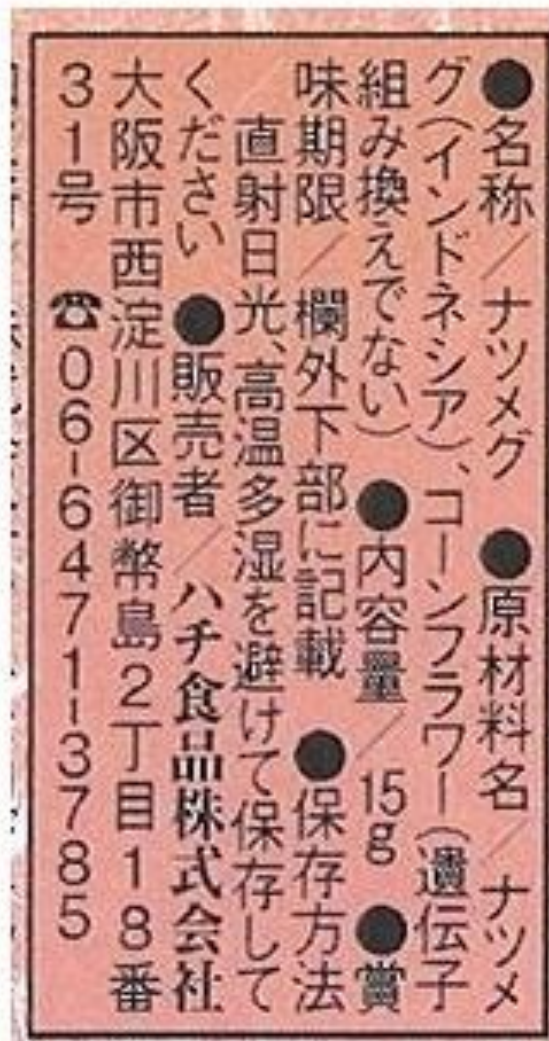 ●名称／ナツメグ ●原材料名／ナツメ
グ(インドネシア)、コーンフラワー(遺伝子
組み換えでない) ●内容量／15g ●賞
味期限／欄外下部に記載 ●保存方法
／直射日光、高温多湿を避けて保存して
ください ●販売者／ハチ食品株式会社
大阪市西淀川区御幣島2丁目18番
31号 ☎06-6471-3785